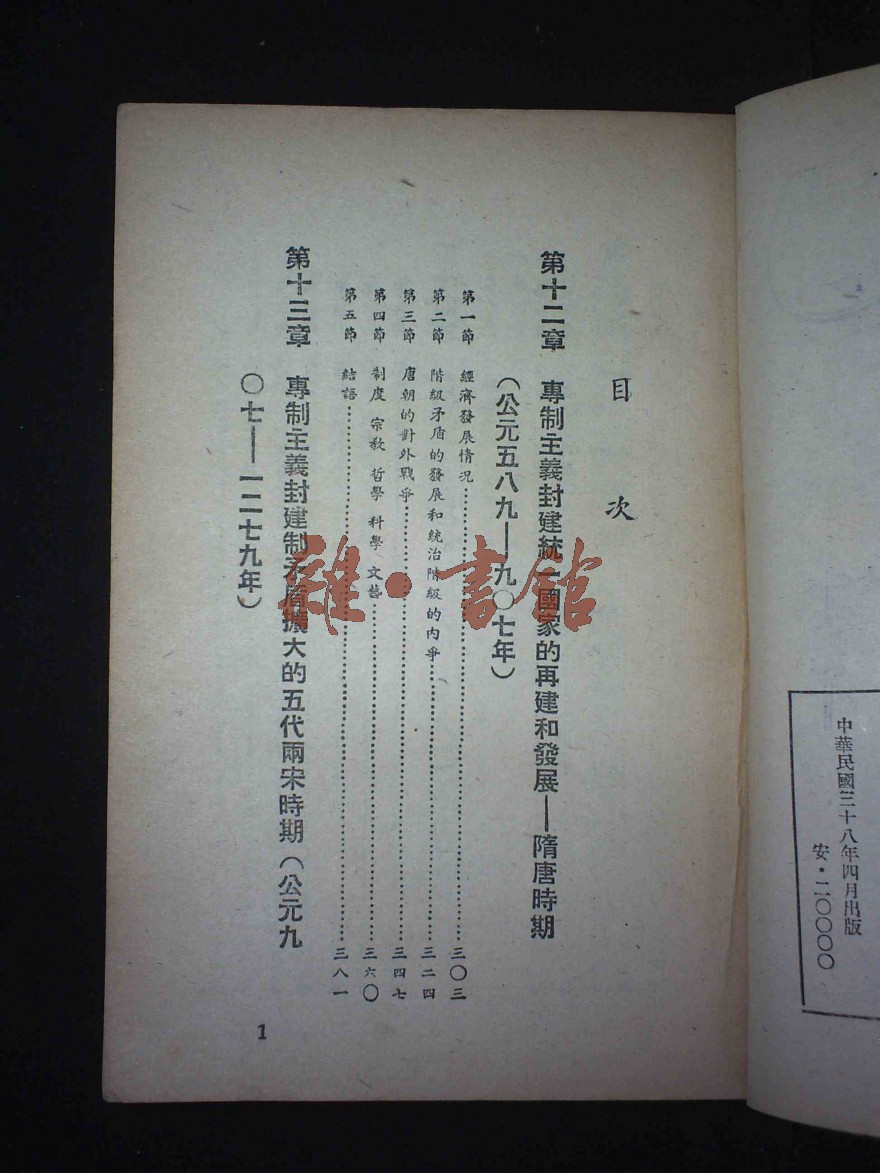 中華民國三十八年四月出版
安·二〇〇〇〇
目 次
第十二章 專制主義封建統一國家的再建和發展——隋唐時期
（公元五八九——九〇七年）
第一節 經濟發展情況……三〇三
第二節 階級矛盾的發展和統治階級的內爭……三二四
第三節 唐朝的對外戰爭……三四七
第四節 制度 宗教 哲學 科學 文藝……三六〇
第五節 結語……三八一
第十三章 專制主義封建制矛盾擴大的五代兩宋時期（公元九
〇七——一二七九年）
1
雜·書館